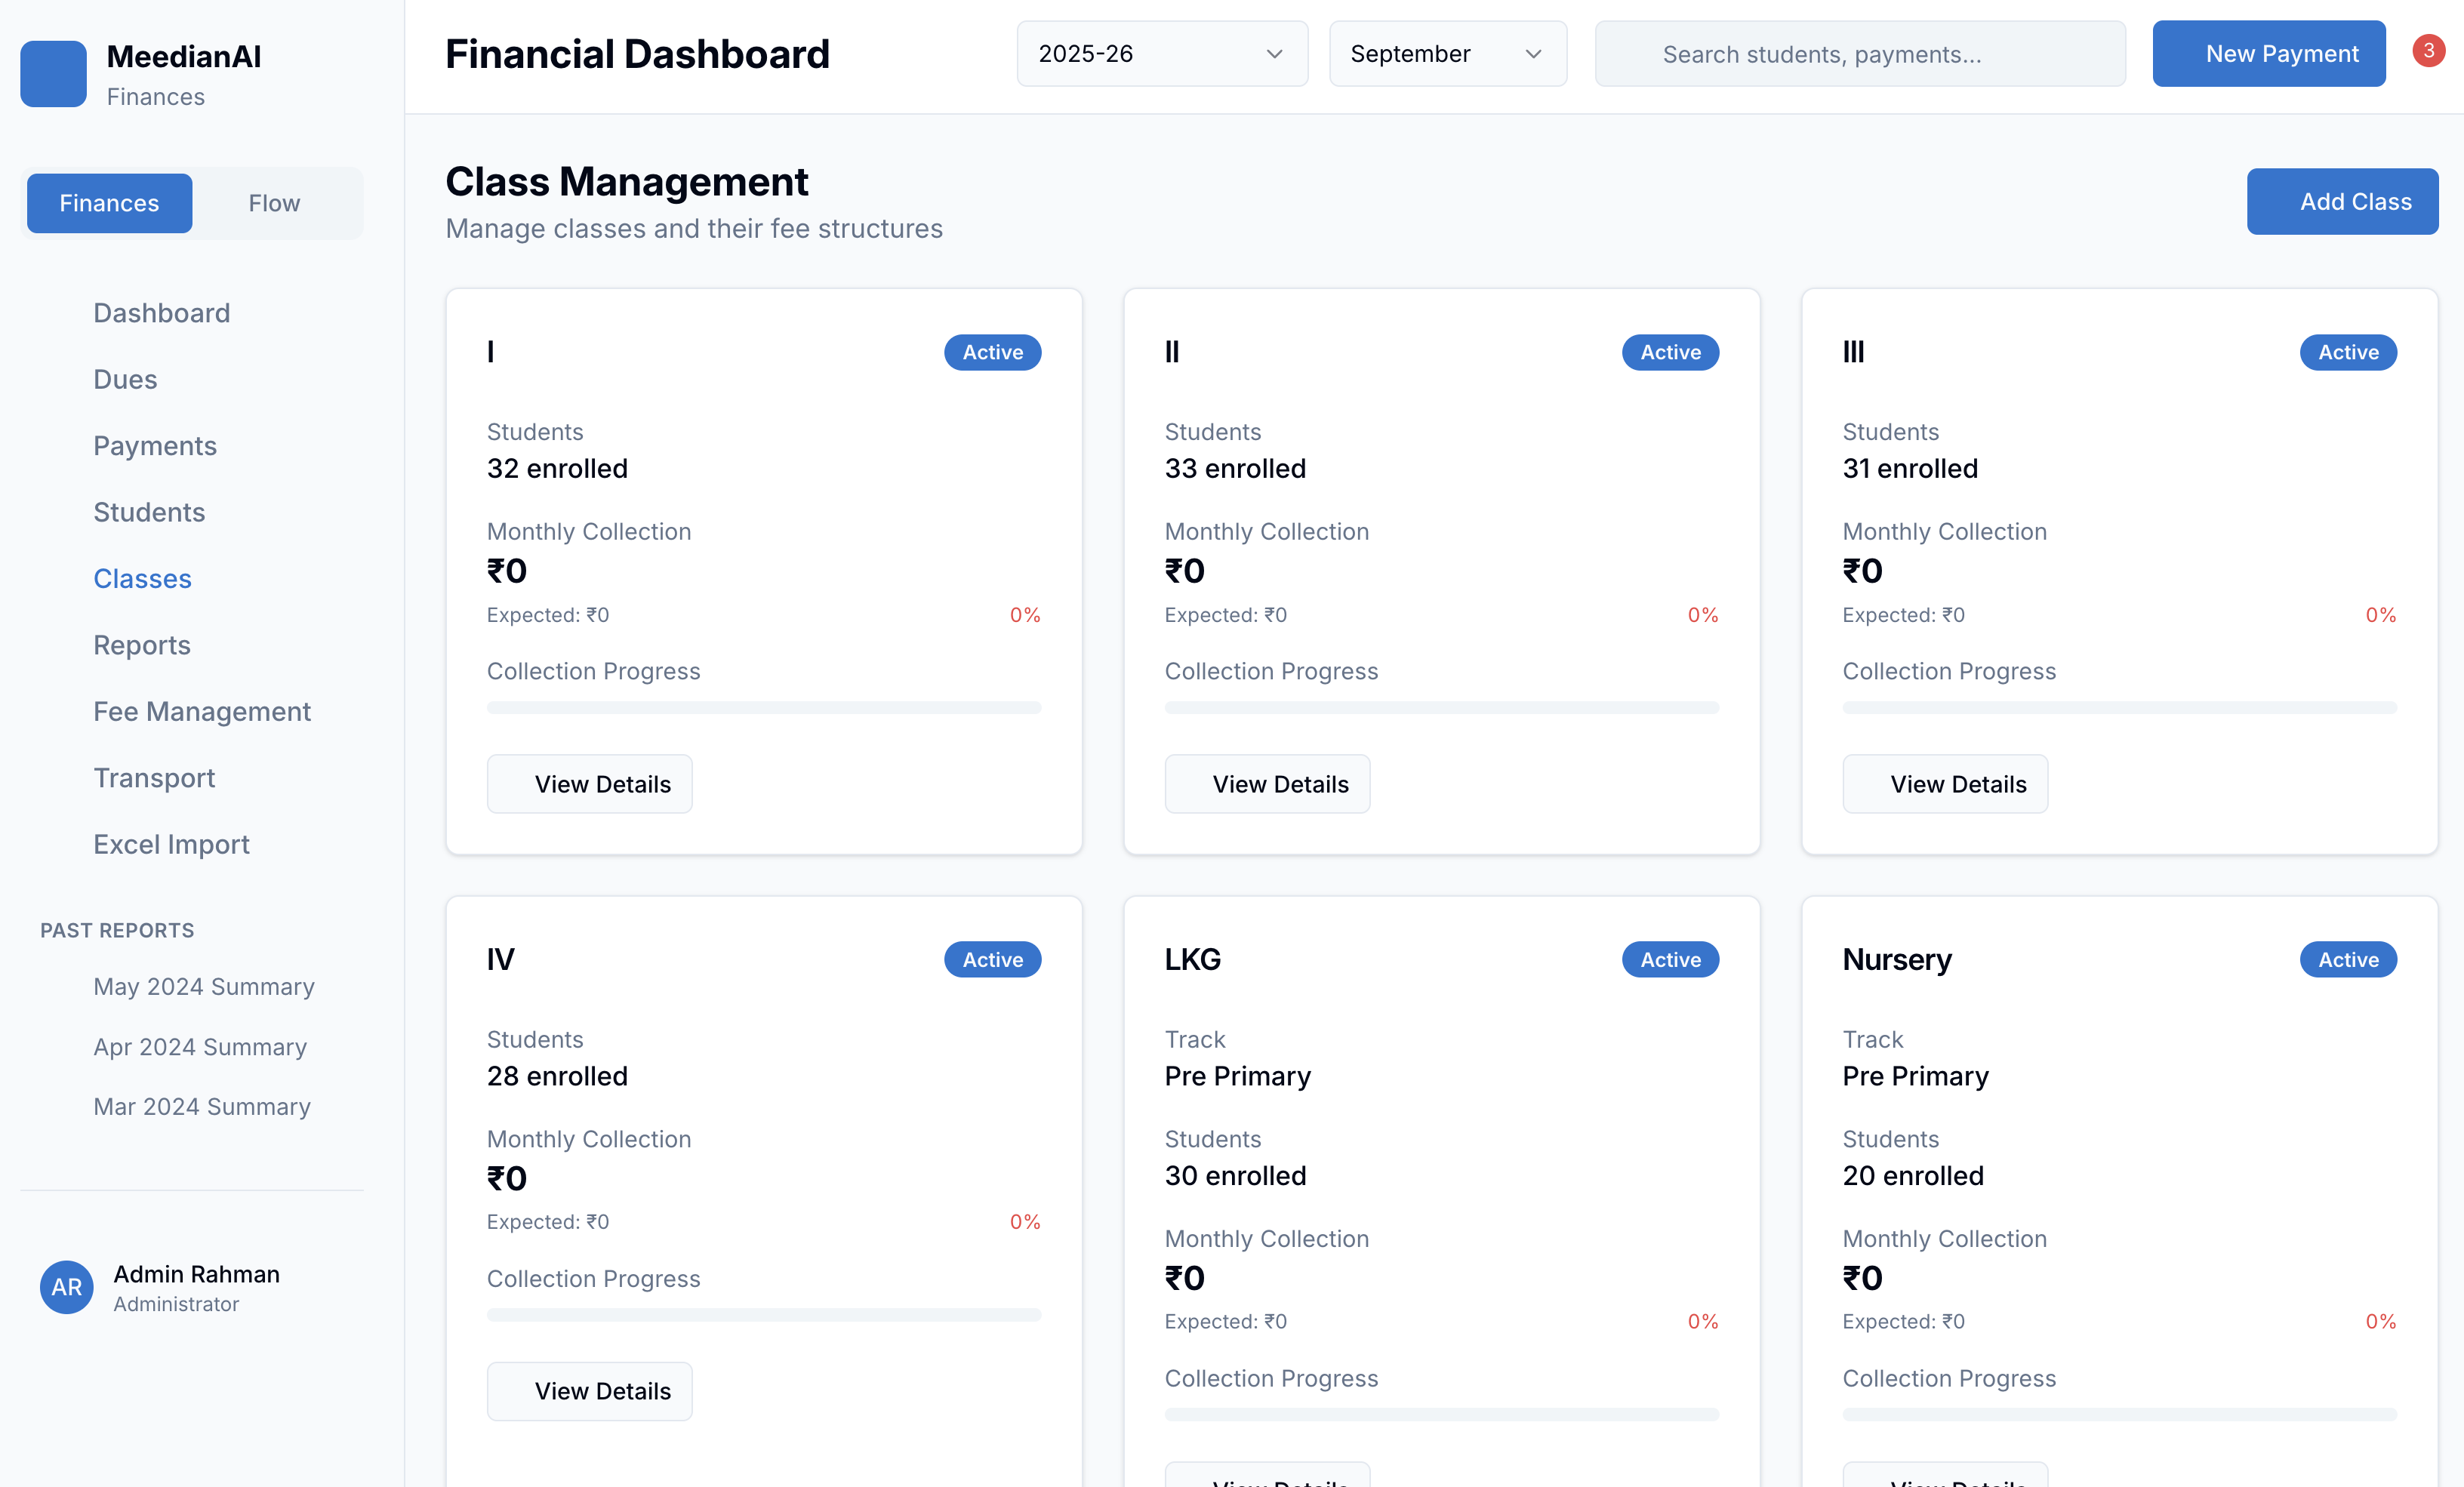 MeedianAI
Finances
Finances
Flow
Dashboard
Dues
Payments
Students
Classes
Reports
Fee Management
Transport
Excel Import
PAST REPORTS
May 2024 Summary
Apr 2024 Summary
Mar 2024 Summary
AR
Admin Rahman
Administrator
Financial Dashboard
2025-26
September
Search students, payments...
New Payment
3
Class Management
Manage classes and their fee structures
Add Class
I
Active
Students
32 enrolled
Monthly Collection
₹0
Expected: ₹0
0%
Collection Progress
View Details
II
Active
Students
33 enrolled
Monthly Collection
₹0
Expected: ₹0
0%
Collection Progress
View Details
III
Active
Students
31 enrolled
Monthly Collection
₹0
Expected: ₹0
0%
Collection Progress
View Details
IV
Active
Students
28 enrolled
Monthly Collection
₹0
Expected: ₹0
0%
Collection Progress
View Details
LKG
Active
Track
Pre Primary
Students
30 enrolled
Monthly Collection
₹0
Expected: ₹0
0%
Collection Progress
View Details
Nursery
Active
Track
Pre Primary
Students
20 enrolled
Monthly Collection
₹0
Expected: ₹0
0%
Collection Progress
View Details